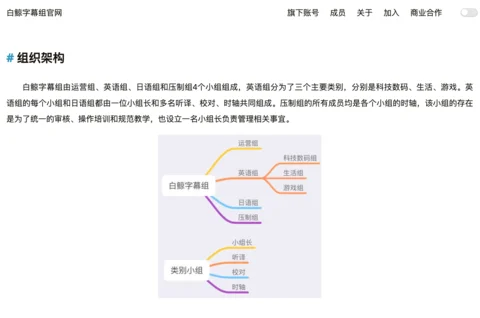 白鲸字幕组官网
旗下账号 成员 关于 加入 商业合作
# 组织架构
白鲸字幕组由运营组、英语组、日语组和压制组4个小组组成，英语组分为了三个主要类别，分别是科技数码、生活、游戏。英
语组的每个小组和日语组都由一位小组长和多名听译、校对、时轴共同组成。压制组的所有成员均是各个小组的时轴，该小组的存在
是为了统一的审核、操作培训和规范教学，也设立一名小组长负责管理相关事宜。
运营组
科技数码组
英语组
生活组
白鲸字幕组
游戏组
日语组
压制组
小组长
听译
类别小组
校对
时轴